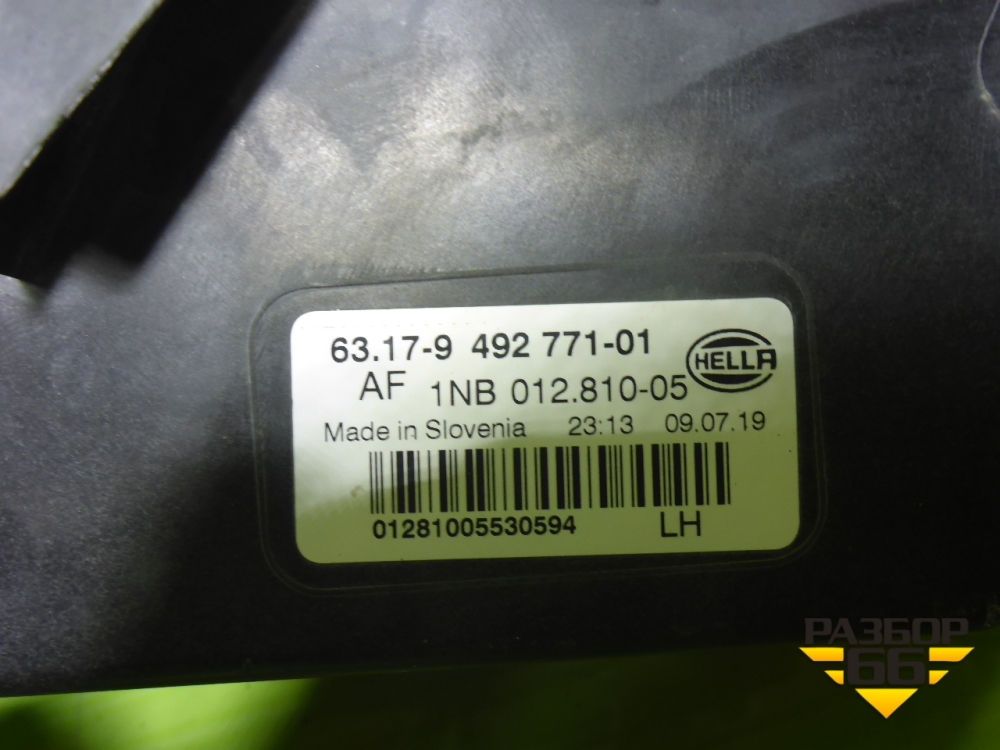 63.17-9 492 771-01
HELLA
AF 1NB 012.810-05
Made in Slovenia 23:13 09.07.19
01281005530594 LH
РАЗБОР
66